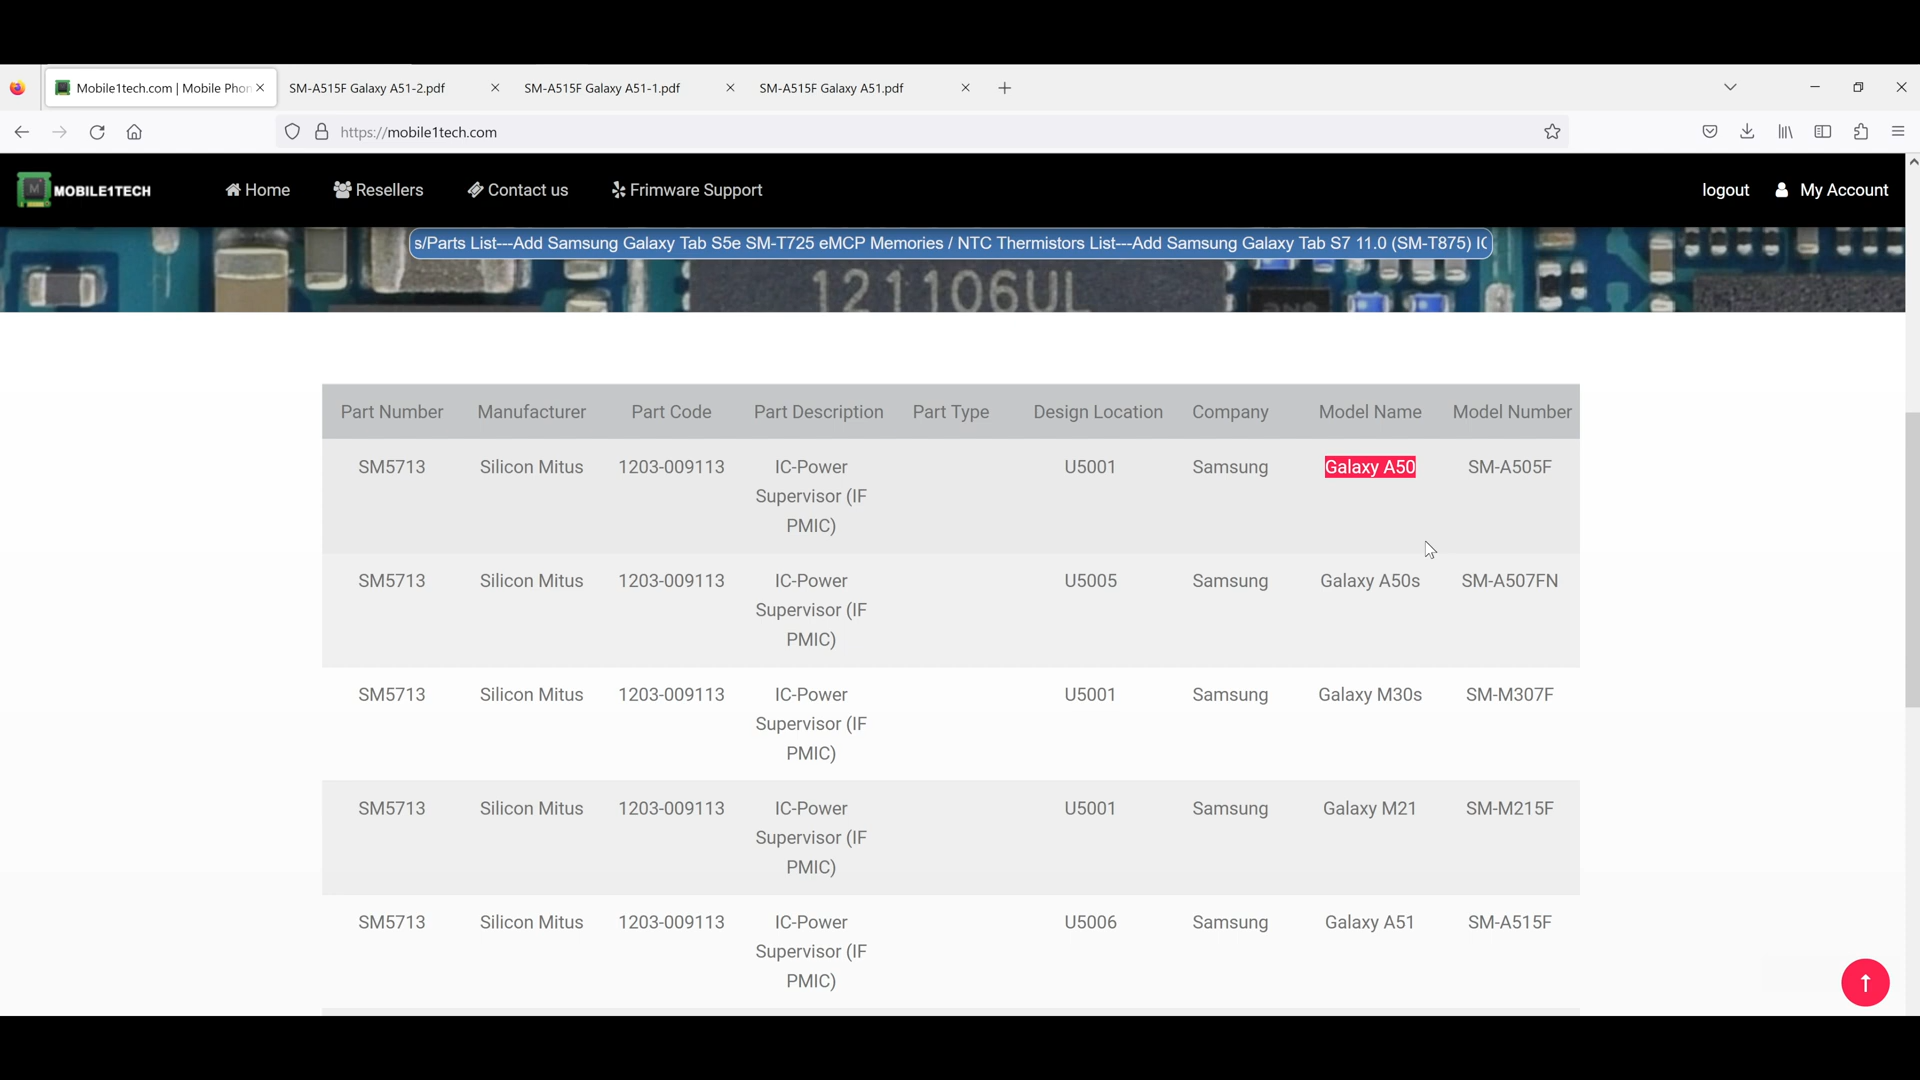 Mobile1tech.com | Mobile Phon
SM-A515F Galaxy A51-2.pdf
SM-A515F Galaxy A51-1.pdf
SM-A515F Galaxy A51.pdf
https://mobile1tech.com
M MOBILE1TECH
Home
Resellers
Contact us
Frimware Support
logout
My Account
s/Parts List---Add Samsung Galaxy Tab S5e SM-T725 eMCP Memories / NTC Thermistors List---Add Samsung Galaxy Tab S7 11.0 (SM-T875) IC
121106UL
Part Number Manufacturer Part Code Part Description Part Type Design Location Company Model Name Model Number
SM5713 Silicon Mitus 1203-009113 IC-Power U5001 Samsung Galaxy A50 SM-A505F
Supervisor (IF
PMIC)
SM5713 Silicon Mitus 1203-009113 IC-Power U5005 Samsung Galaxy A50s SM-A507FN
Supervisor (IF
PMIC)
SM5713 Silicon Mitus 1203-009113 IC-Power U5001 Samsung Galaxy M30s SM-M307F
Supervisor (IF
PMIC)
SM5713 Silicon Mitus 1203-009113 IC-Power U5001 Samsung Galaxy M21 SM-M215F
Supervisor (IF
PMIC)
SM5713 Silicon Mitus 1203-009113 IC-Power U5006 Samsung Galaxy A51 SM-A515F
Supervisor (IF
PMIC)